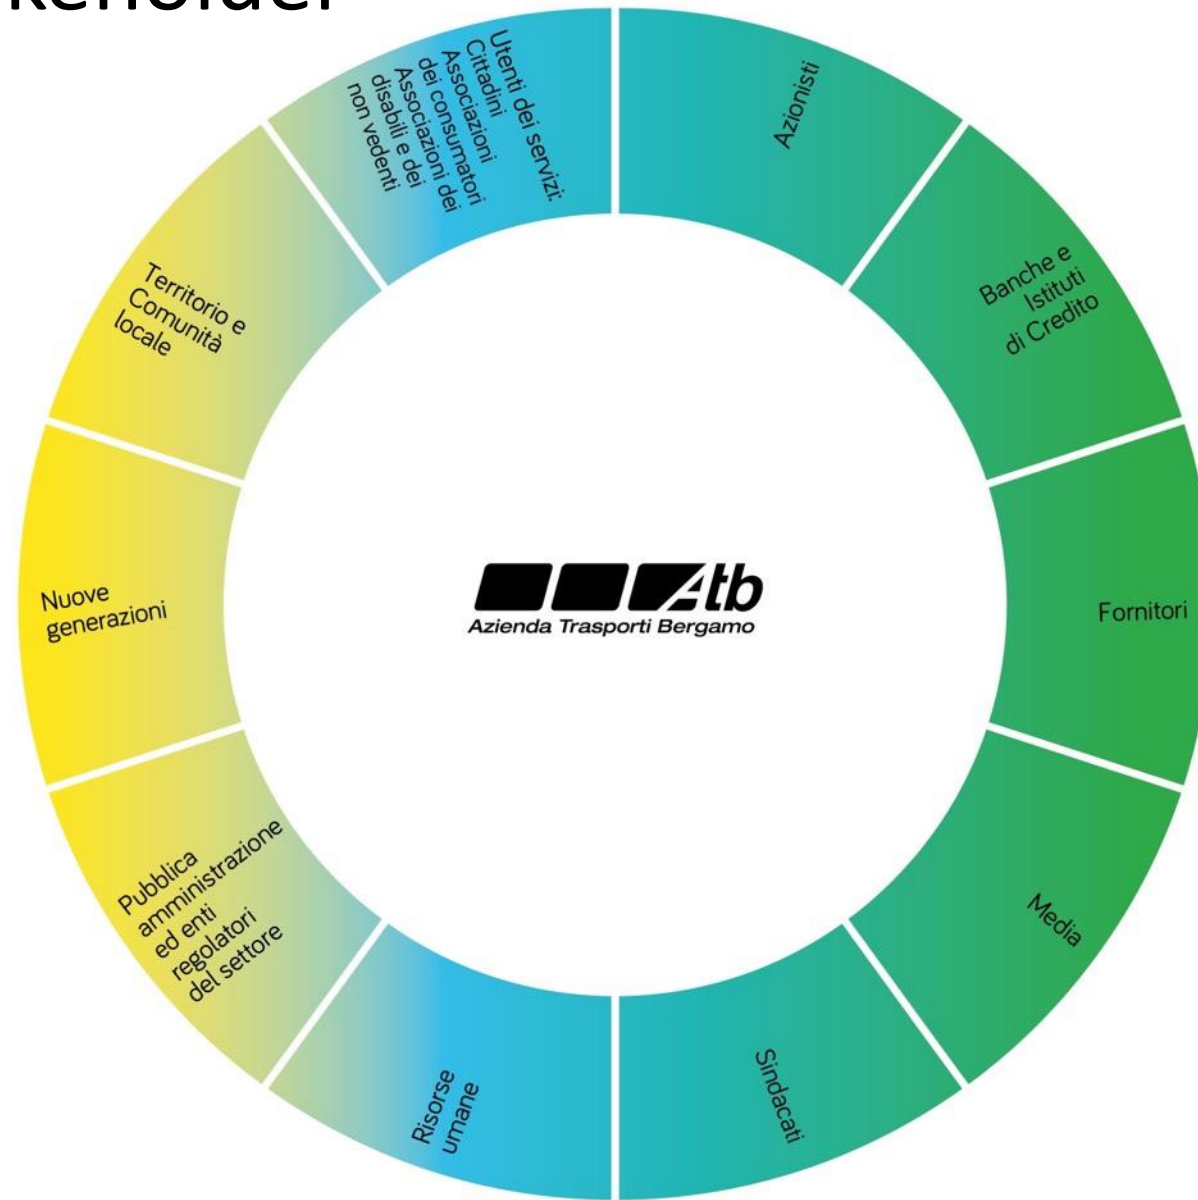 keholder
Utenti dei servizi:
Cittadini
Associazioni
dei consumatori
Associazioni dei
disabili e dei
non vedenti
Azionisti
Banche e
Istituti
di Credito
Fornitori
Media
Sindacati
Risorse
umane
Pubblica
amministrazione
ed enti
regolatori
del settore
Nuove
generazioni
Territorio e
Comunità
locale
Atb
Azienda Trasporti Bergamo